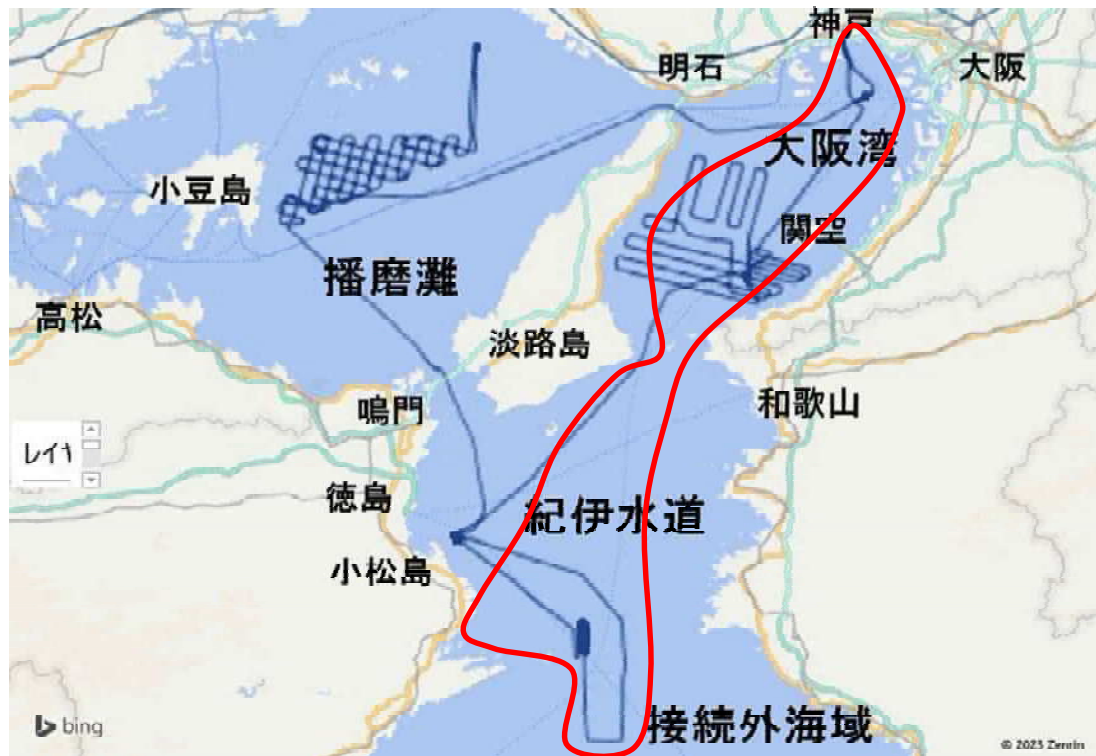 神戸
明石
大阪
大阪湾
小豆島
関空
播磨灘
高松
淡路島
鳴門
和歌山
レイヤ
徳島
紀伊水道
小松島
接続外海域
bing
© 2023 Zenrin